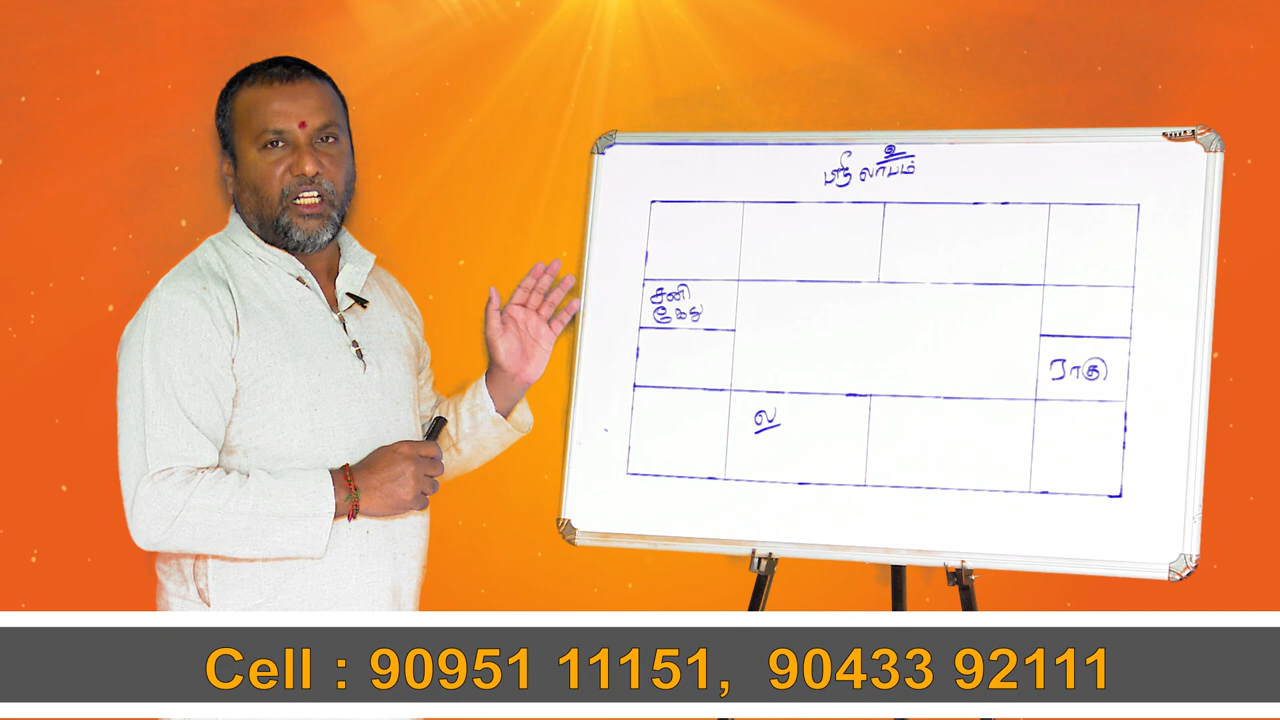 உ
ஸ்ரீ லாபம்
சனி
கேது
ராகு
ல
Cell : 90951 11151, 90433 92111